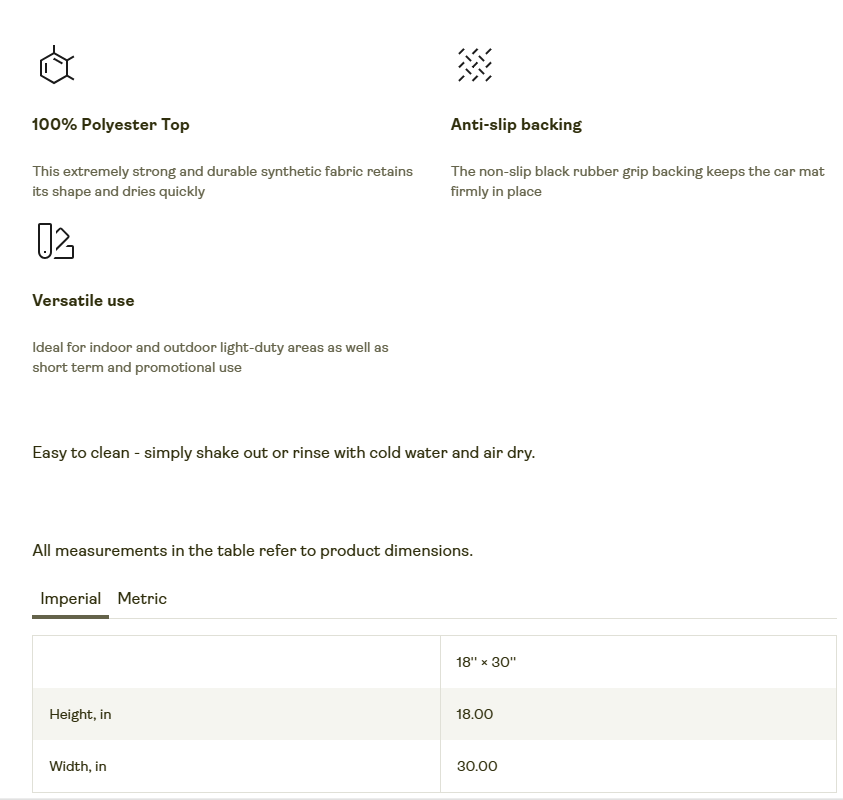 100% Polyester Top
This extremely strong and durable synthetic fabric retains
its shape and dries quickly
Anti-slip backing
The non-slip black rubber grip backing keeps the car mat
firmly in place
Versatile use
Ideal for indoor and outdoor light-duty areas as well as
short term and promotional use
Easy to clean - simply shake out or rinse with cold water and air dry.
All measurements in the table refer to product dimensions.
Imperial Metric
18'' × 30''
Height, in 18.00
Width, in 30.00